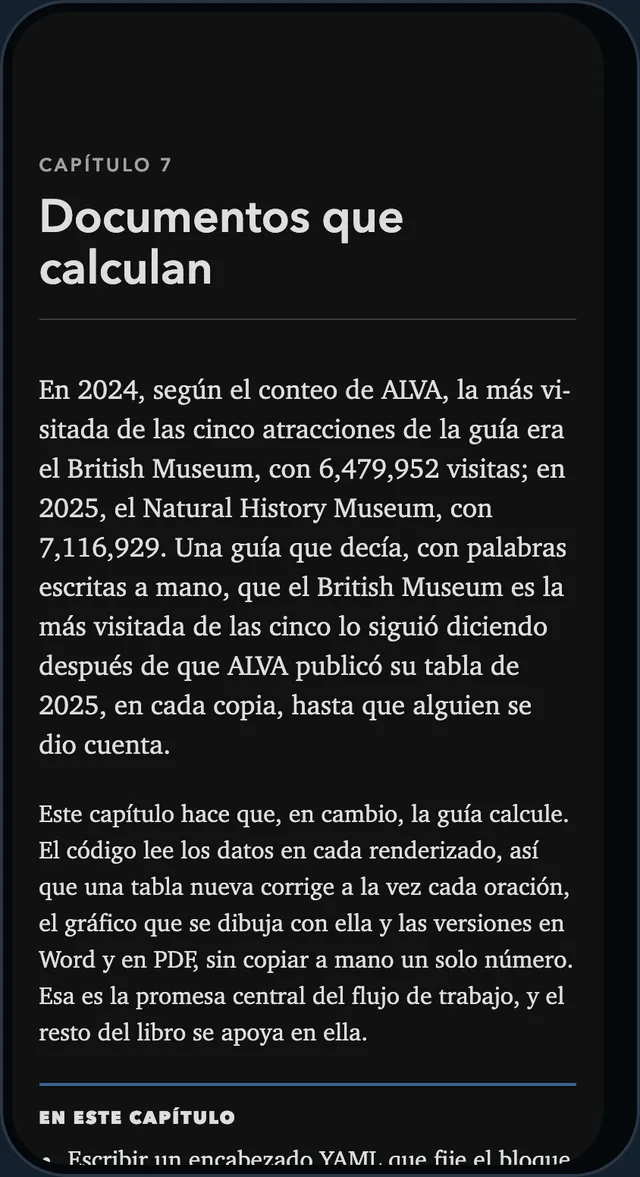 CAPÍTULO 7
Documentos que
calculan
En 2024, según el conteo de ALVA, la más vi-
sitada de las cinco atracciones de la guía era
el British Museum, con 6,479,952 visitas; en
2025, el Natural History Museum, con
7,116,929. Una guía que decía, con palabras
escritas a mano, que el British Museum es la
más visitada de las cinco lo siguió diciendo
después de que ALVA publicó su tabla de
2025, en cada copia, hasta que alguien se
dio cuenta.
Este capítulo hace que, en cambio, la guía calcule.
El código lee los datos en cada renderizado, así
que una tabla nueva corrige a la vez cada oración,
el gráfico que se dibuja con ella y las versiones en
Word y en PDF, sin copiar a mano un solo número.
Esa es la promesa central del flujo de trabajo, y el
resto del libro se apoya en ella.
EN ESTE CAPÍTULO
• Escribir un encabezado YAML que fije el bloque